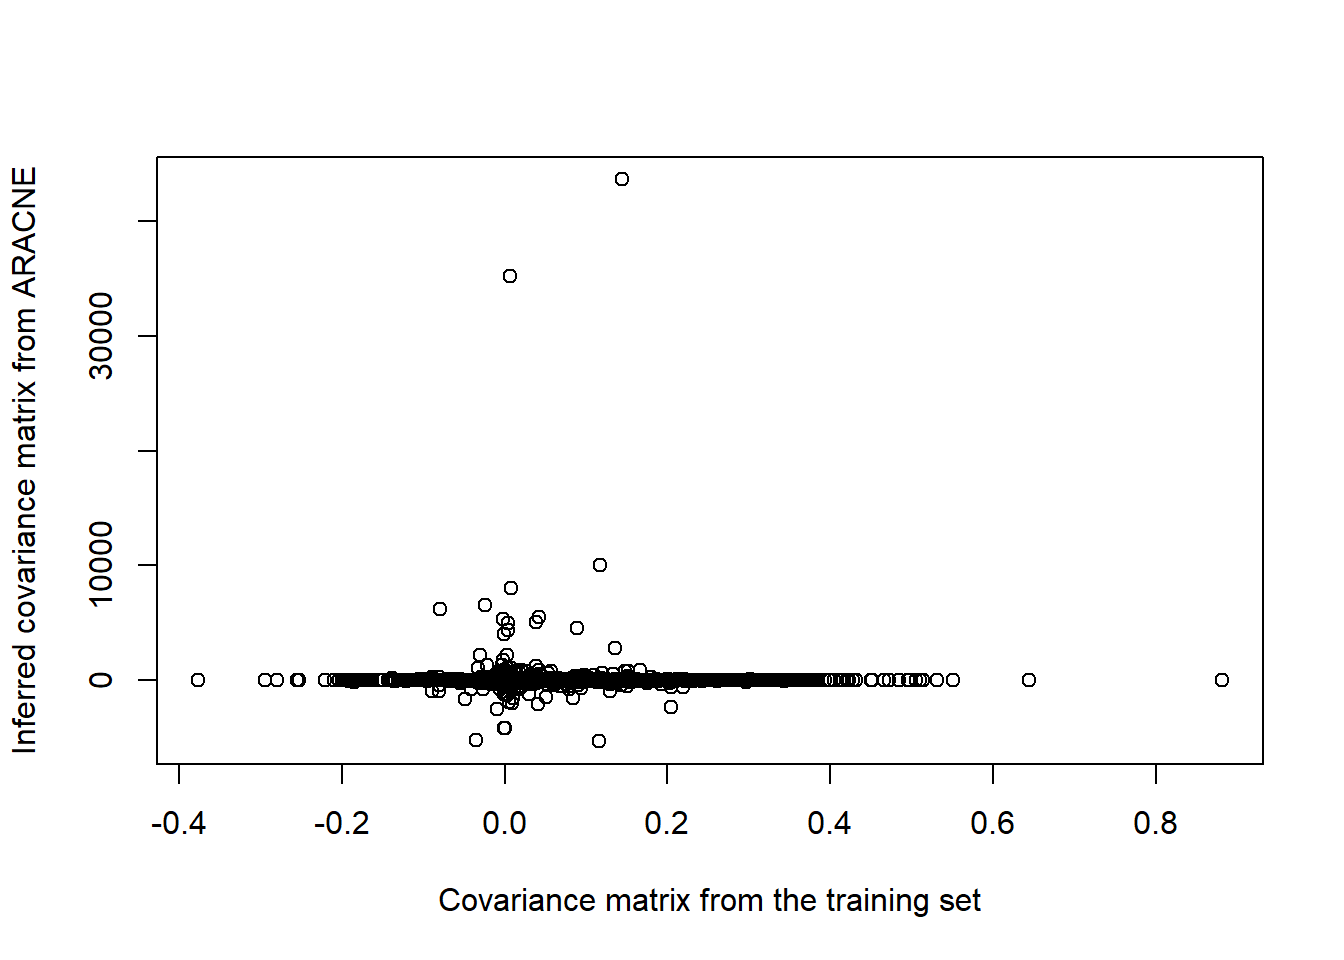 Inferred covariance matrix from ARACNE
30000
10000
0
-0.4 -0.2 0.0 0.2 0.4 0.6 0.8
Covariance matrix from the training set